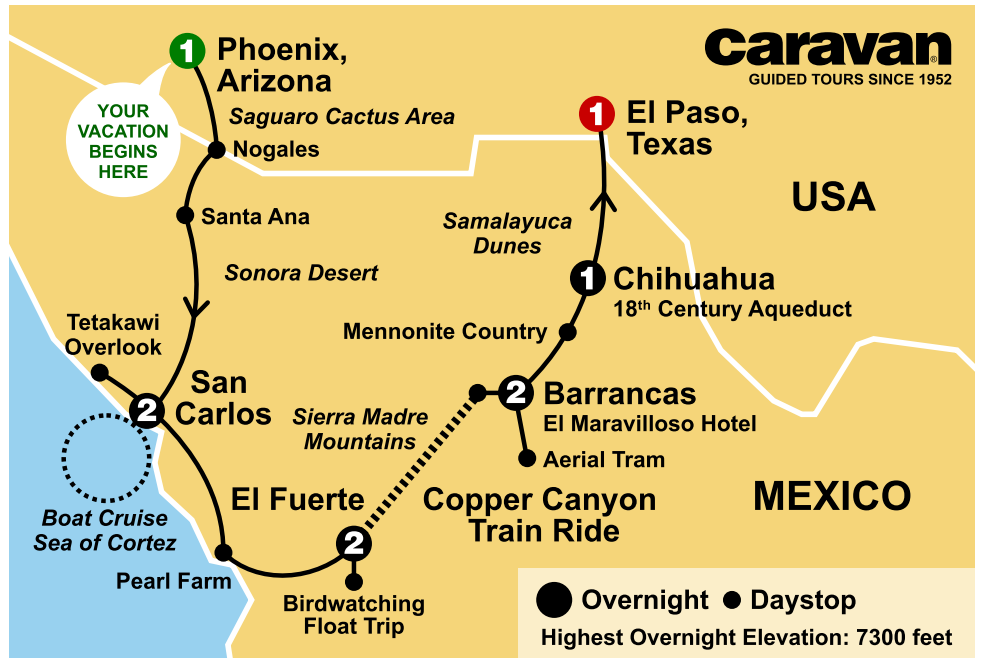 caravan®
GUIDED TOURS SINCE 1952
1
Phoenix,
Arizona
YOUR
VACATION
BEGINS
HERE
Saguaro Cactus Area
Nogales
1
El Paso,
Texas
USA
Santa Ana
Samalayuca
Dunes
Sonora Desert
1
Chihuahua
18th Century Aqueduct
Mennonite Country
Tetakawi
Overlook
2
San
Carlos
2
Barrancas
El Maravilloso Hotel
Sierra Madre
Mountains
Aerial Tram
El Fuerte
2
Copper Canyon
Train Ride
MEXICO
Boat Cruise
Sea of Cortez
Pearl Farm
Birdwatching
Float Trip
Overnight
Daystop
Highest Overnight Elevation: 7300 feet